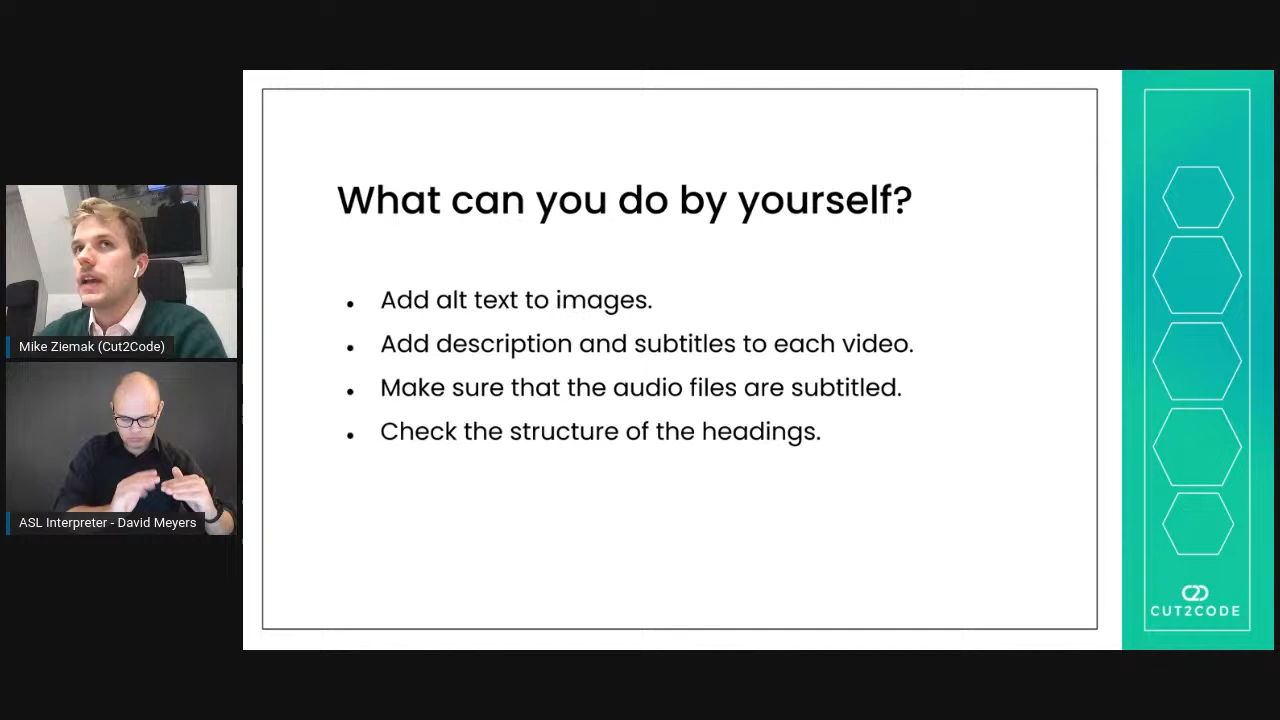 What can you do by yourself?
• Add alt text to images.
• Add description and subtitles to each video.
• Make sure that the audio files are subtitled.
• Check the structure of the headings.
Mike Ziemak (Cut2Code)
ASL Interpreter - David Meyers
CUT2CODE